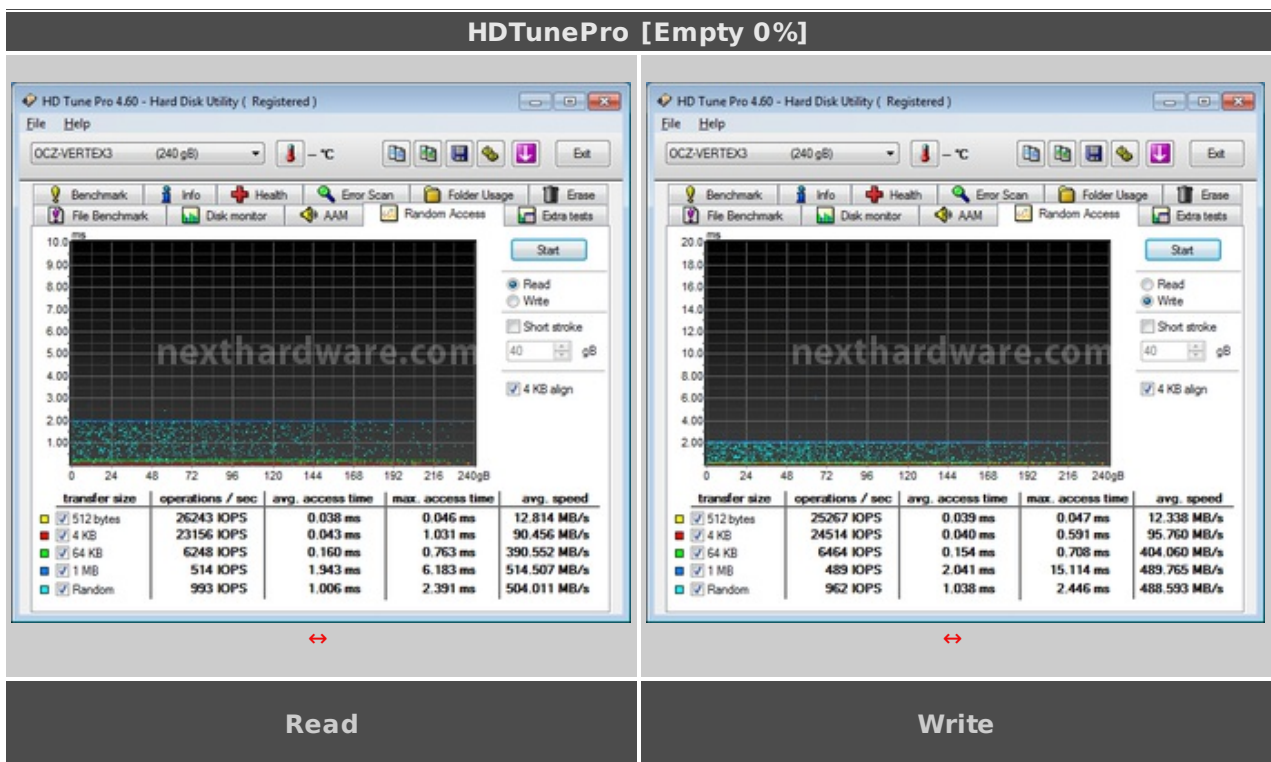 HDTunePro [Empty 0%]
HD Tune Pro 4.60 - Hard Disk Utility ( Registered )
File Help
OCZ-VERTEX3 (240 gB) – °C Exit
Benchmark Info Health Error Scan Folder Usage Erase
File Benchmark Disk monitor AAM Random Access Extra tests
ms
10.0
9.00
8.00
7.00
6.00
5.00
4.00
3.00
2.00
1.00
0 24 48 72 96 120 144 168 192 216 240gB
nexthardware.com
Start
Read
Write
Short stroke
40 gB
4 KB align
transfer size operations / sec avg. access time max. access time avg. speed
512 bytes 26243 IOPS 0.038 ms 0.046 ms 12.814 MB/s
4 KB 23156 IOPS 0.043 ms 1.031 ms 90.456 MB/s
64 KB 6248 IOPS 0.160 ms 0.763 ms 390.552 MB/s
1 MB 514 IOPS 1.943 ms 6.183 ms 514.507 MB/s
Random 993 IOPS 1.006 ms 2.391 ms 504.011 MB/s
Read
HD Tune Pro 4.60 - Hard Disk Utility ( Registered )
File Help
OCZ-VERTEX3 (240 gB) – °C Exit
Benchmark Info Health Error Scan Folder Usage Erase
File Benchmark Disk monitor AAM Random Access Extra tests
ms
20.0
18.0
16.0
14.0
12.0
10.0
8.00
6.00
4.00
2.00
0 24 48 72 96 120 144 168 192 216 240gB
nexthardware.com
Start
Read
Write
Short stroke
40 gB
4 KB align
transfer size operations / sec avg. access time max. access time avg. speed
512 bytes 25267 IOPS 0.039 ms 0.047 ms 12.338 MB/s
4 KB 24514 IOPS 0.040 ms 0.591 ms 95.760 MB/s
64 KB 6464 IOPS 0.154 ms 0.708 ms 404.060 MB/s
1 MB 489 IOPS 2.041 ms 15.114 ms 489.765 MB/s
Random 962 IOPS 1.038 ms 2.446 ms 488.593 MB/s
Write